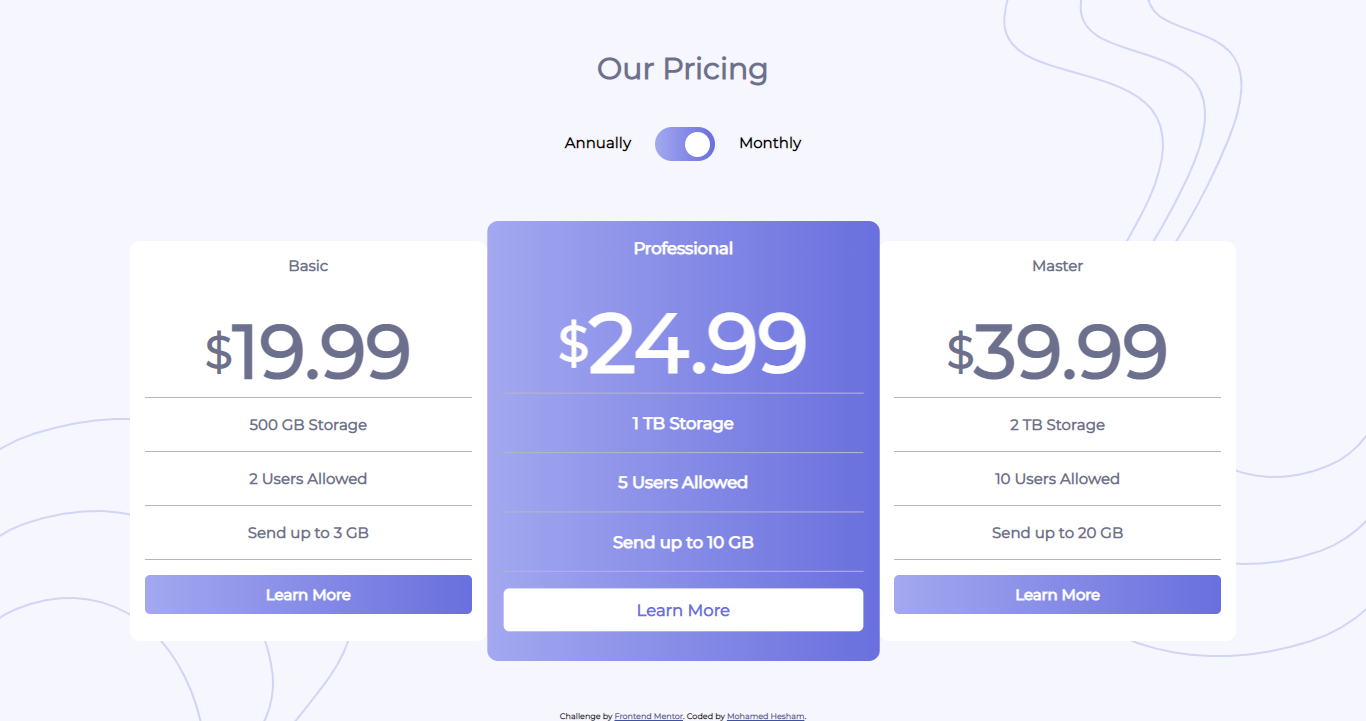 Our Pricing
Annually
Monthly
Basic
$19.99
500 GB Storage
2 Users Allowed
Send up to 3 GB
Learn More
Professional
$24.99
1 TB Storage
5 Users Allowed
Send up to 10 GB
Learn More
Master
$39.99
2 TB Storage
10 Users Allowed
Send up to 20 GB
Learn More
Challenge by Frontend Mentor. Coded by Mohamed Hesham.